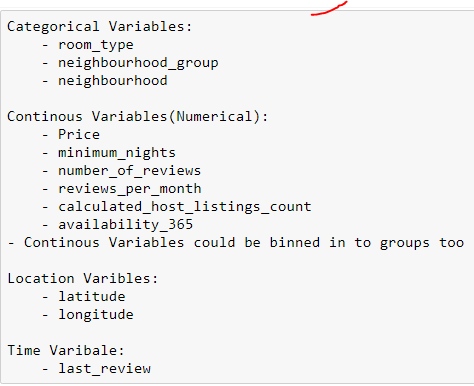 Categorical Variables:
- room_type
- neighbourhood_group
- neighbourhood
Continous Variables(Numerical):
- Price
- minimum_nights
- number_of_reviews
- reviews_per_month
- calculated_host_listings_count
- availability_365
- Continous Variables could be binned in to groups too
Location Varibles:
- latitude
- longitude
Time Varibale:
- last_review